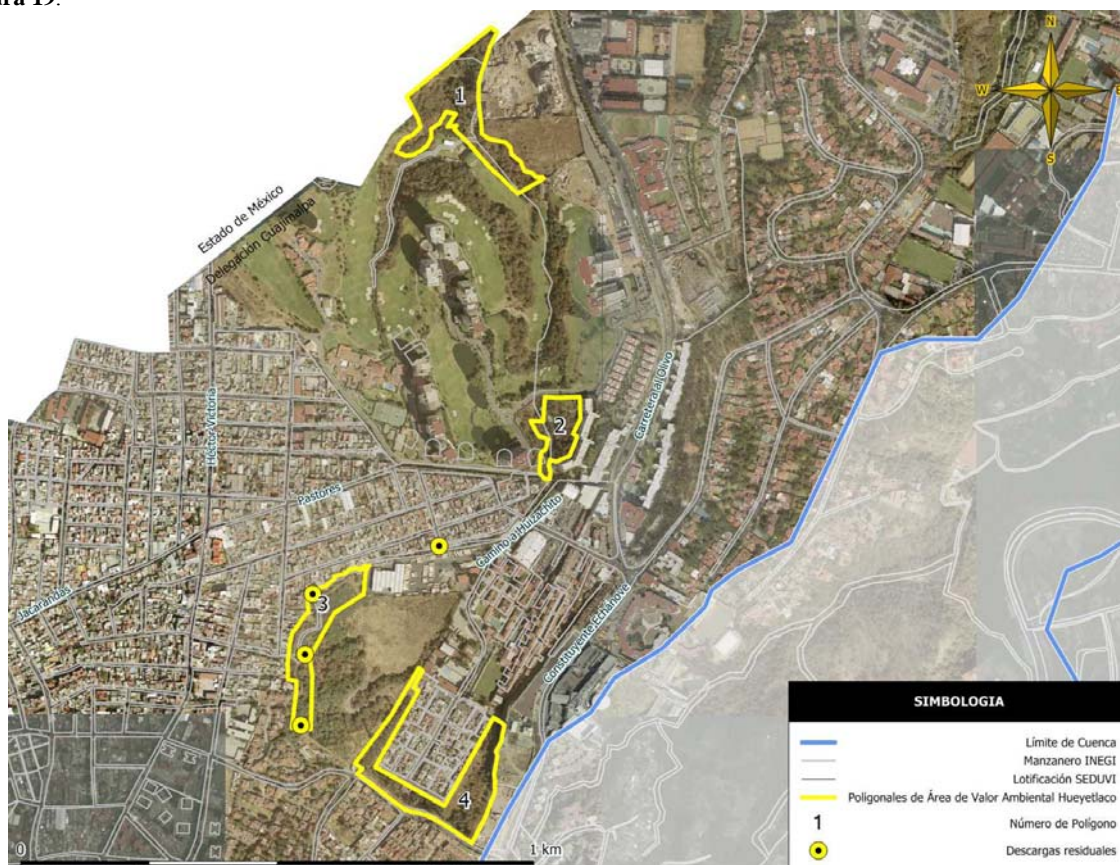 ura 19.
N
W
E
S
1
Estado de México
Delegación Cuajimalpa
Héctor Victoria
Carretera al Olivo
2
Pastores
Camino a Huizachito
Jacarandas
3
Constituyente Echánove
4
SIMBOLOGIA
Límite de Cuenca
Manzanero INEGI
Lotificación SEDUVI
Poligonales de Área de Valor Ambiental Hueyetlaco
1 Número de Polígono
Descargas residuales
0 1 km